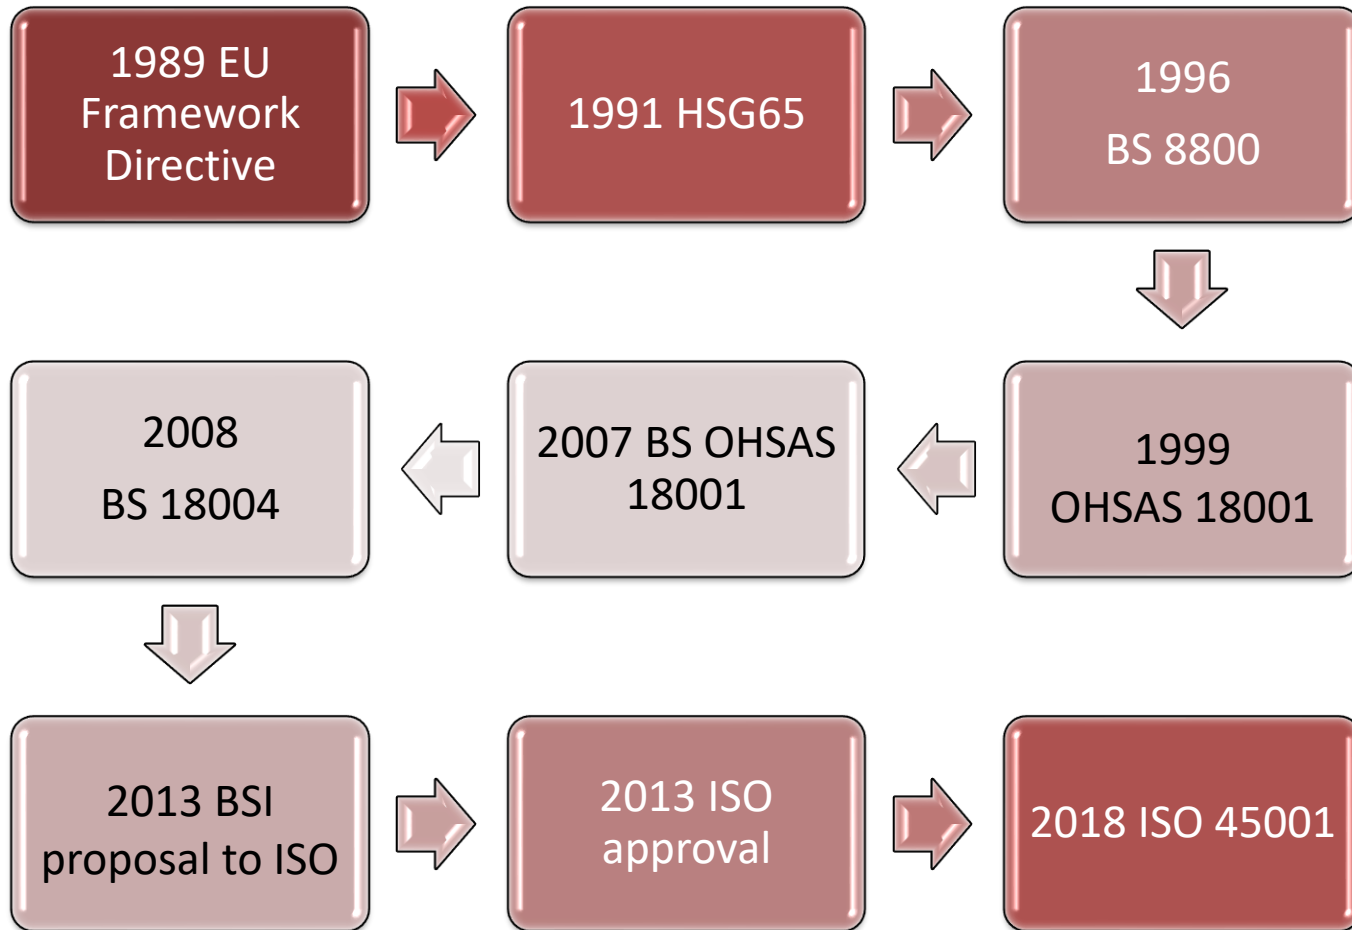 1989 EU
Framework
Directive
1991 HSG65
1996
BS 8800
1999
OHSAS 18001
2007 BS OHSAS
18001
2008
BS 18004
2013 BSI
proposal to ISO
2013 ISO
approval
2018 ISO 45001